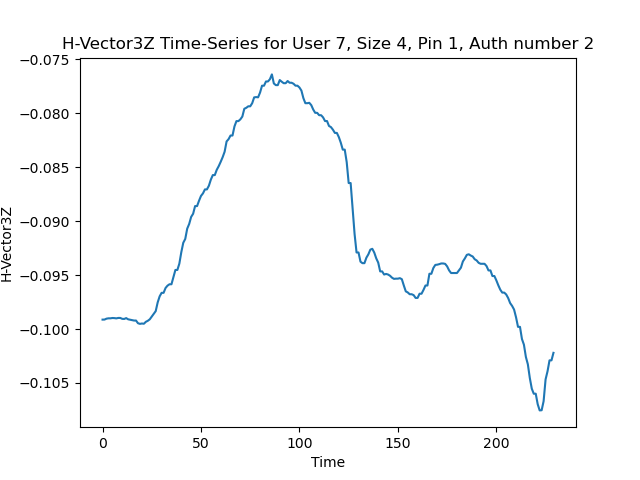 H-Vector3Z Time-Series for User 7, Size 4, Pin 1, Auth number 2
−0.075
−0.080
−0.085
−0.090
−0.095
−0.100
−0.105
H-Vector3Z
0 50 100 150 200
Time